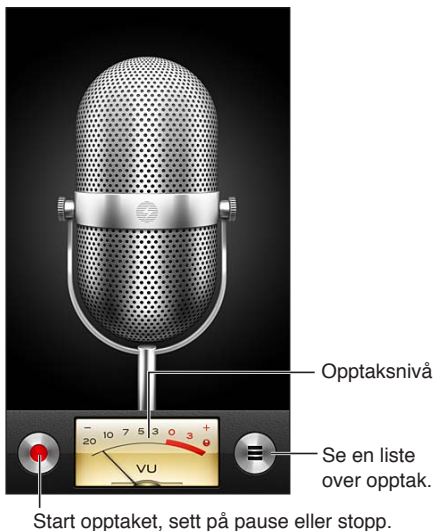 Opptaksnivå
− 20 10 7 5 3 0 3 +
VU
Se en liste
over opptak.
Start opptaket, sett på pause eller stopp.